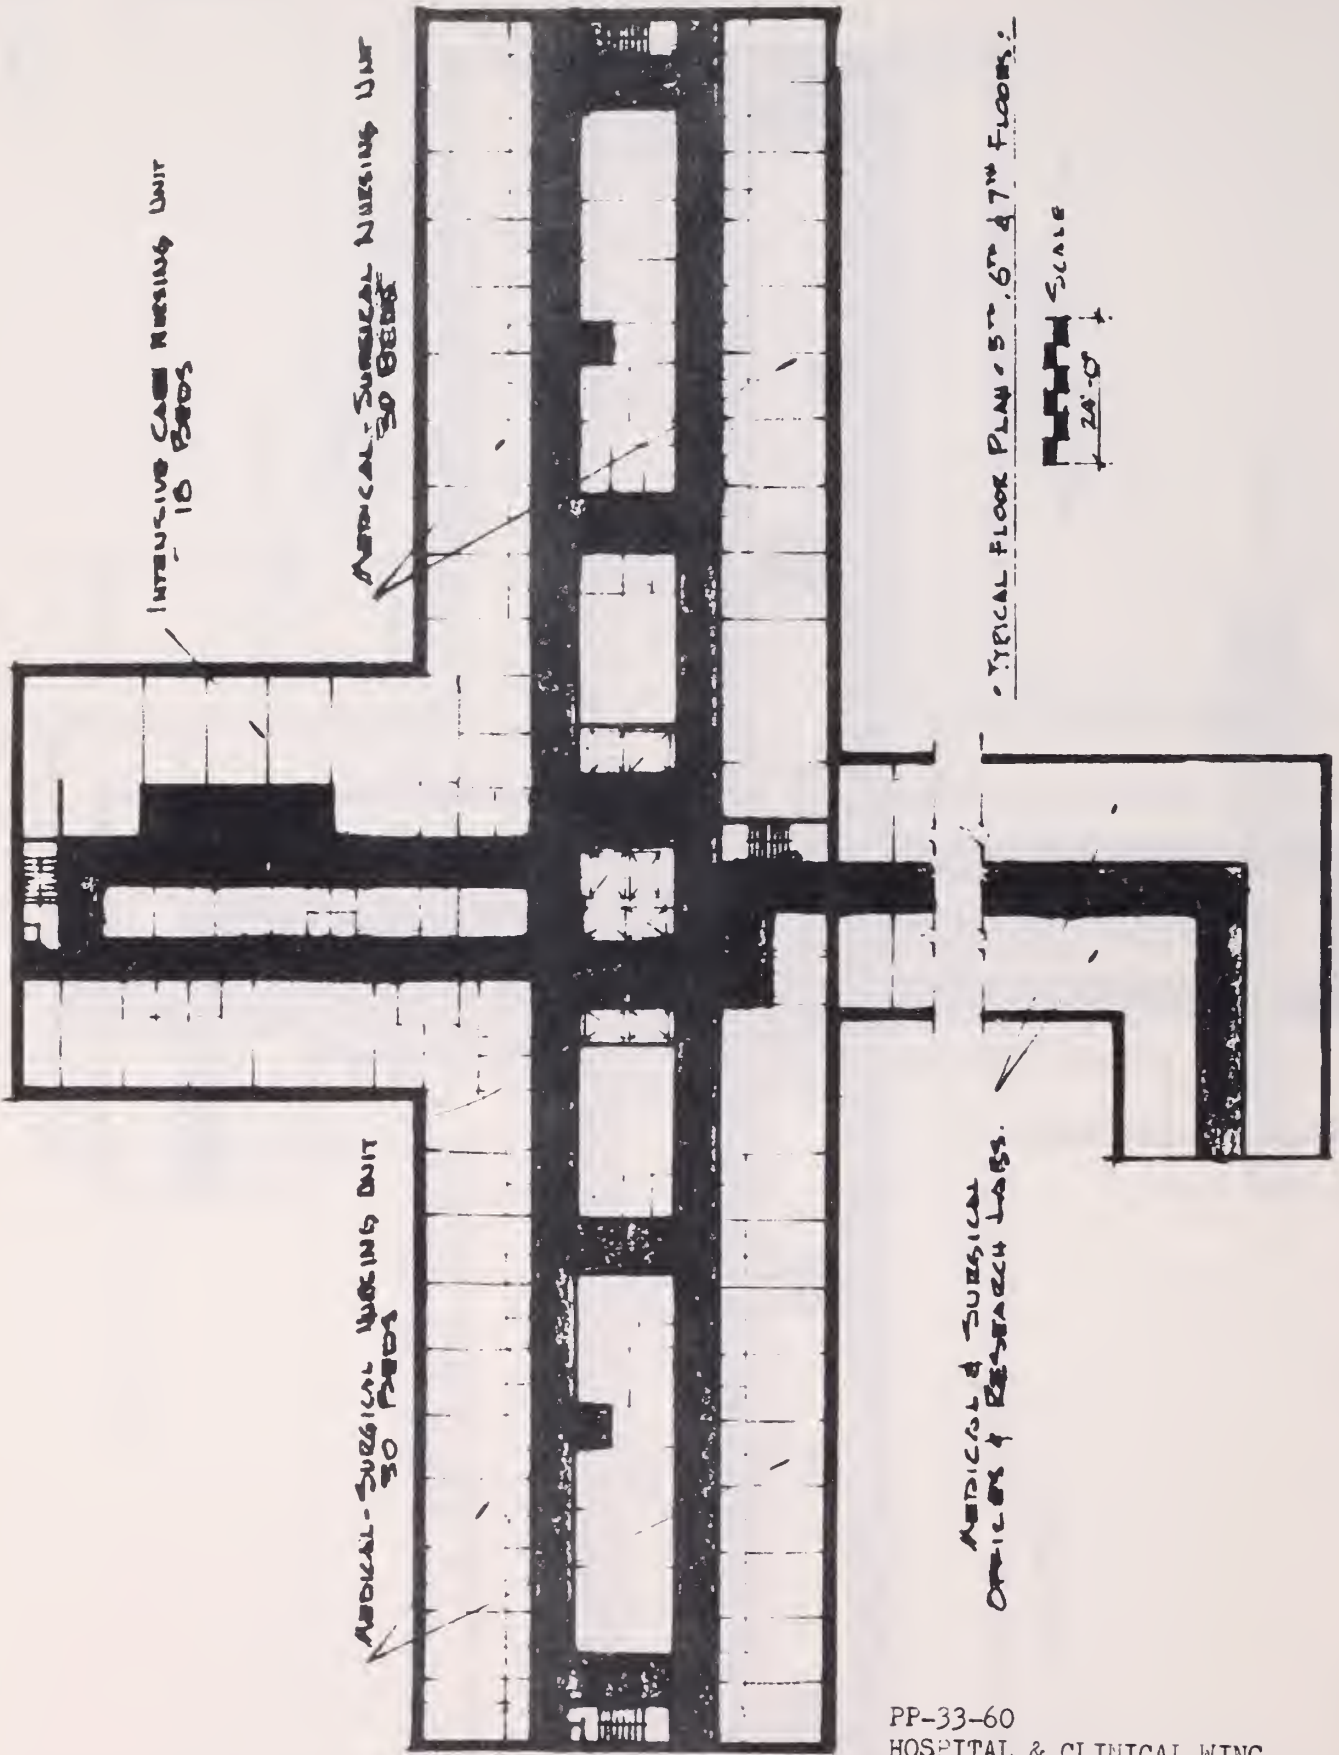 INTENSIVE CARE NURSING UNIT
18 BEDS
MEDICAL-SURGICAL NURSING UNIT
30 BEDS
MEDICAL-SURGICAL NURSING UNIT
30 BEDS
MEDICAL & SURGICAL
OFFICES & RESEARCH LABS.
• TYPICAL FLOOR PLAN • 5TH, 6TH & 7TH FLOORS •
SCALE
24'-0"
PP-33-60
HOSPITAL & CLINICAL WING